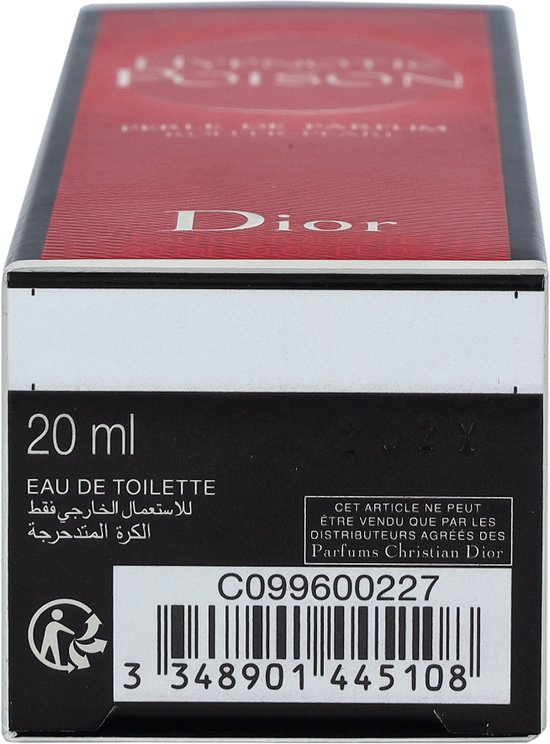 HYPNOTIC
POISON
PERLE DE PARFUM
ROLLER PEARL
Dior
20 ml
EAU DE TOILETTE
للاستعمال الخارجي فقط
الكرة المتدحرجة
CET ARTICLE NE PEUT
ÊTRE VENDU QUE PAR LES
DISTRIBUTEURS AGRÉÉS DES
Parfums Christian Dior
C099600227
3 348901 445108